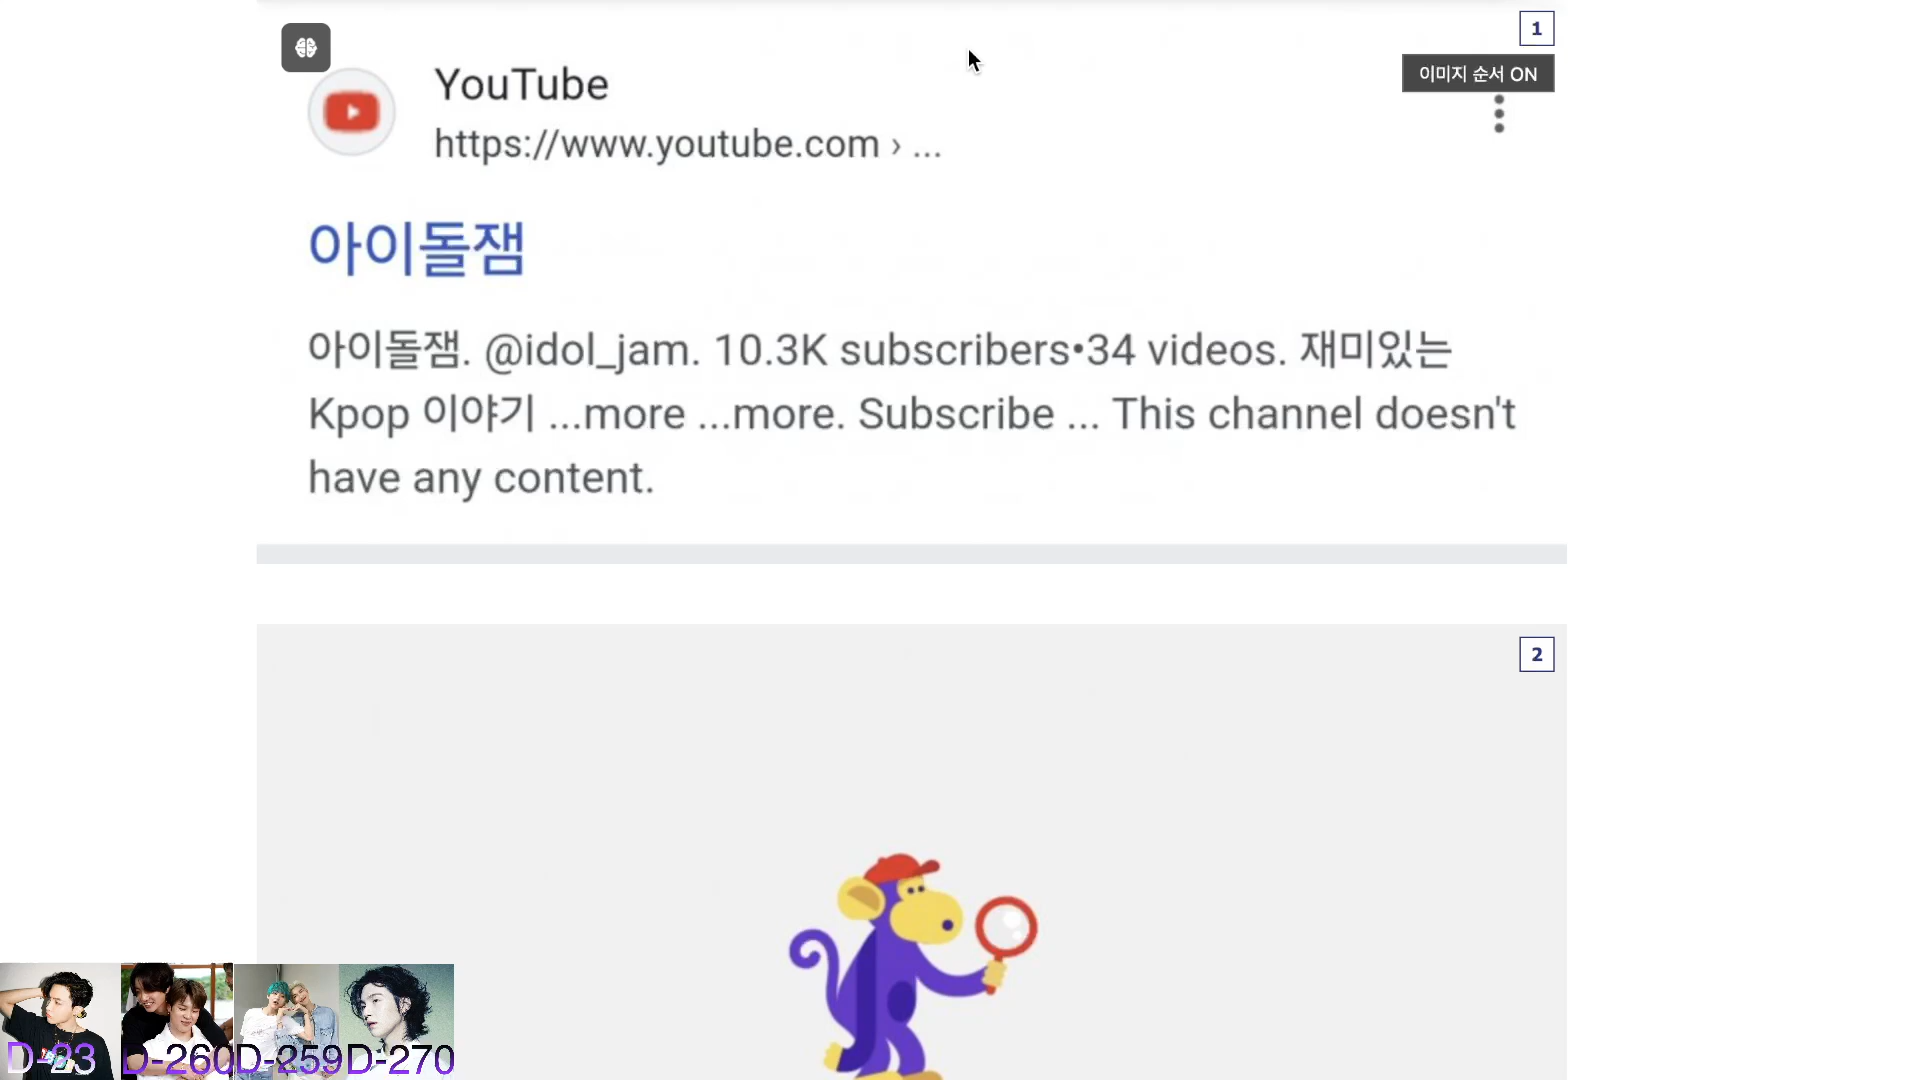 1
이미지 순서 ON
YouTube
https://www.youtube.com › ...
아이돌잼
아이돌잼. @idol_jam. 10.3K subscribers•34 videos. 재미있는
Kpop 이야기 ...more ...more. Subscribe ... This channel doesn't
have any content.
2
D-23 D-260 D-259 D-270